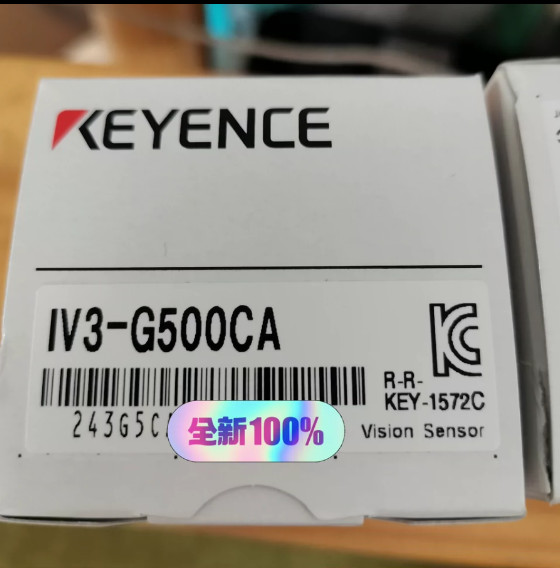 KEYENCE
IV3-G500CA
R-R-
KEY-1572C
243G5C
全新100%
Vision Sensor